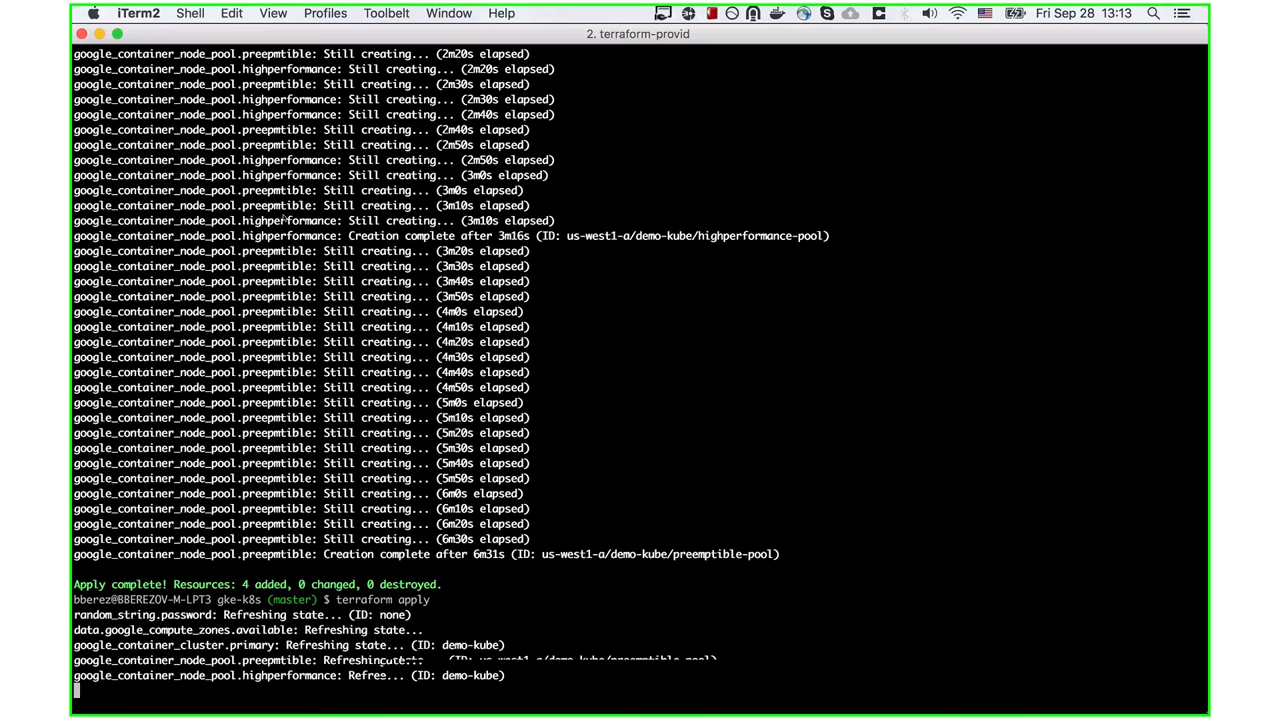 iTerm2 Shell Edit View Profiles Toolbelt Window Help Fri Sep 28 13:13
2. terraform-provid
google_container_node_pool.preepmtible: Still creating... (2m20s elapsed)
google_container_node_pool.highperformance: Still creating... (2m20s elapsed)
google_container_node_pool.preepmtible: Still creating... (2m30s elapsed)
google_container_node_pool.highperformance: Still creating... (2m30s elapsed)
google_container_node_pool.highperformance: Still creating... (2m40s elapsed)
google_container_node_pool.preepmtible: Still creating... (2m40s elapsed)
google_container_node_pool.preepmtible: Still creating... (2m50s elapsed)
google_container_node_pool.highperformance: Still creating... (2m50s elapsed)
google_container_node_pool.highperformance: Still creating... (3m0s elapsed)
google_container_node_pool.preepmtible: Still creating... (3m0s elapsed)
google_container_node_pool.preepmtible: Still creating... (3m10s elapsed)
google_container_node_pool.highperformance: Still creating... (3m10s elapsed)
google_container_node_pool.highperformance: Creation complete after 3m16s (ID: us-west1-a/demo-kube/highperformance-pool)
google_container_node_pool.preepmtible: Still creating... (3m20s elapsed)
google_container_node_pool.preepmtible: Still creating... (3m30s elapsed)
google_container_node_pool.preepmtible: Still creating... (3m40s elapsed)
google_container_node_pool.preepmtible: Still creating... (3m50s elapsed)
google_container_node_pool.preepmtible: Still creating... (4m0s elapsed)
google_container_node_pool.preepmtible: Still creating... (4m10s elapsed)
google_container_node_pool.preepmtible: Still creating... (4m20s elapsed)
google_container_node_pool.preepmtible: Still creating... (4m30s elapsed)
google_container_node_pool.preepmtible: Still creating... (4m40s elapsed)
google_container_node_pool.preepmtible: Still creating... (4m50s elapsed)
google_container_node_pool.preepmtible: Still creating... (5m0s elapsed)
google_container_node_pool.preepmtible: Still creating... (5m10s elapsed)
google_container_node_pool.preepmtible: Still creating... (5m20s elapsed)
google_container_node_pool.preepmtible: Still creating... (5m30s elapsed)
google_container_node_pool.preepmtible: Still creating... (5m40s elapsed)
google_container_node_pool.preepmtible: Still creating... (5m50s elapsed)
google_container_node_pool.preepmtible: Still creating... (6m0s elapsed)
google_container_node_pool.preepmtible: Still creating... (6m10s elapsed)
google_container_node_pool.preepmtible: Still creating... (6m20s elapsed)
google_container_node_pool.preepmtible: Still creating... (6m30s elapsed)
google_container_node_pool.preepmtible: Creation complete after 6m31s (ID: us-west1-a/demo-kube/preemptible-pool)
Apply complete! Resources: 4 added, 0 changed, 0 destroyed.
bberez@BBEREZOV-M-LPT3 gke-k8s (master) $ terraform apply
random_string.password: Refreshing state... (ID: none)
data.google_compute_zones.available: Refreshing state...
google_container_cluster.primary: Refreshing state... (ID: demo-kube)
google_container_node_pool.preepmtible: Refreshing (ID: us-west1-a/demo-kube/preemptible-pool)
google_container_node_pool.highperformance: Refres... (ID: demo-kube)